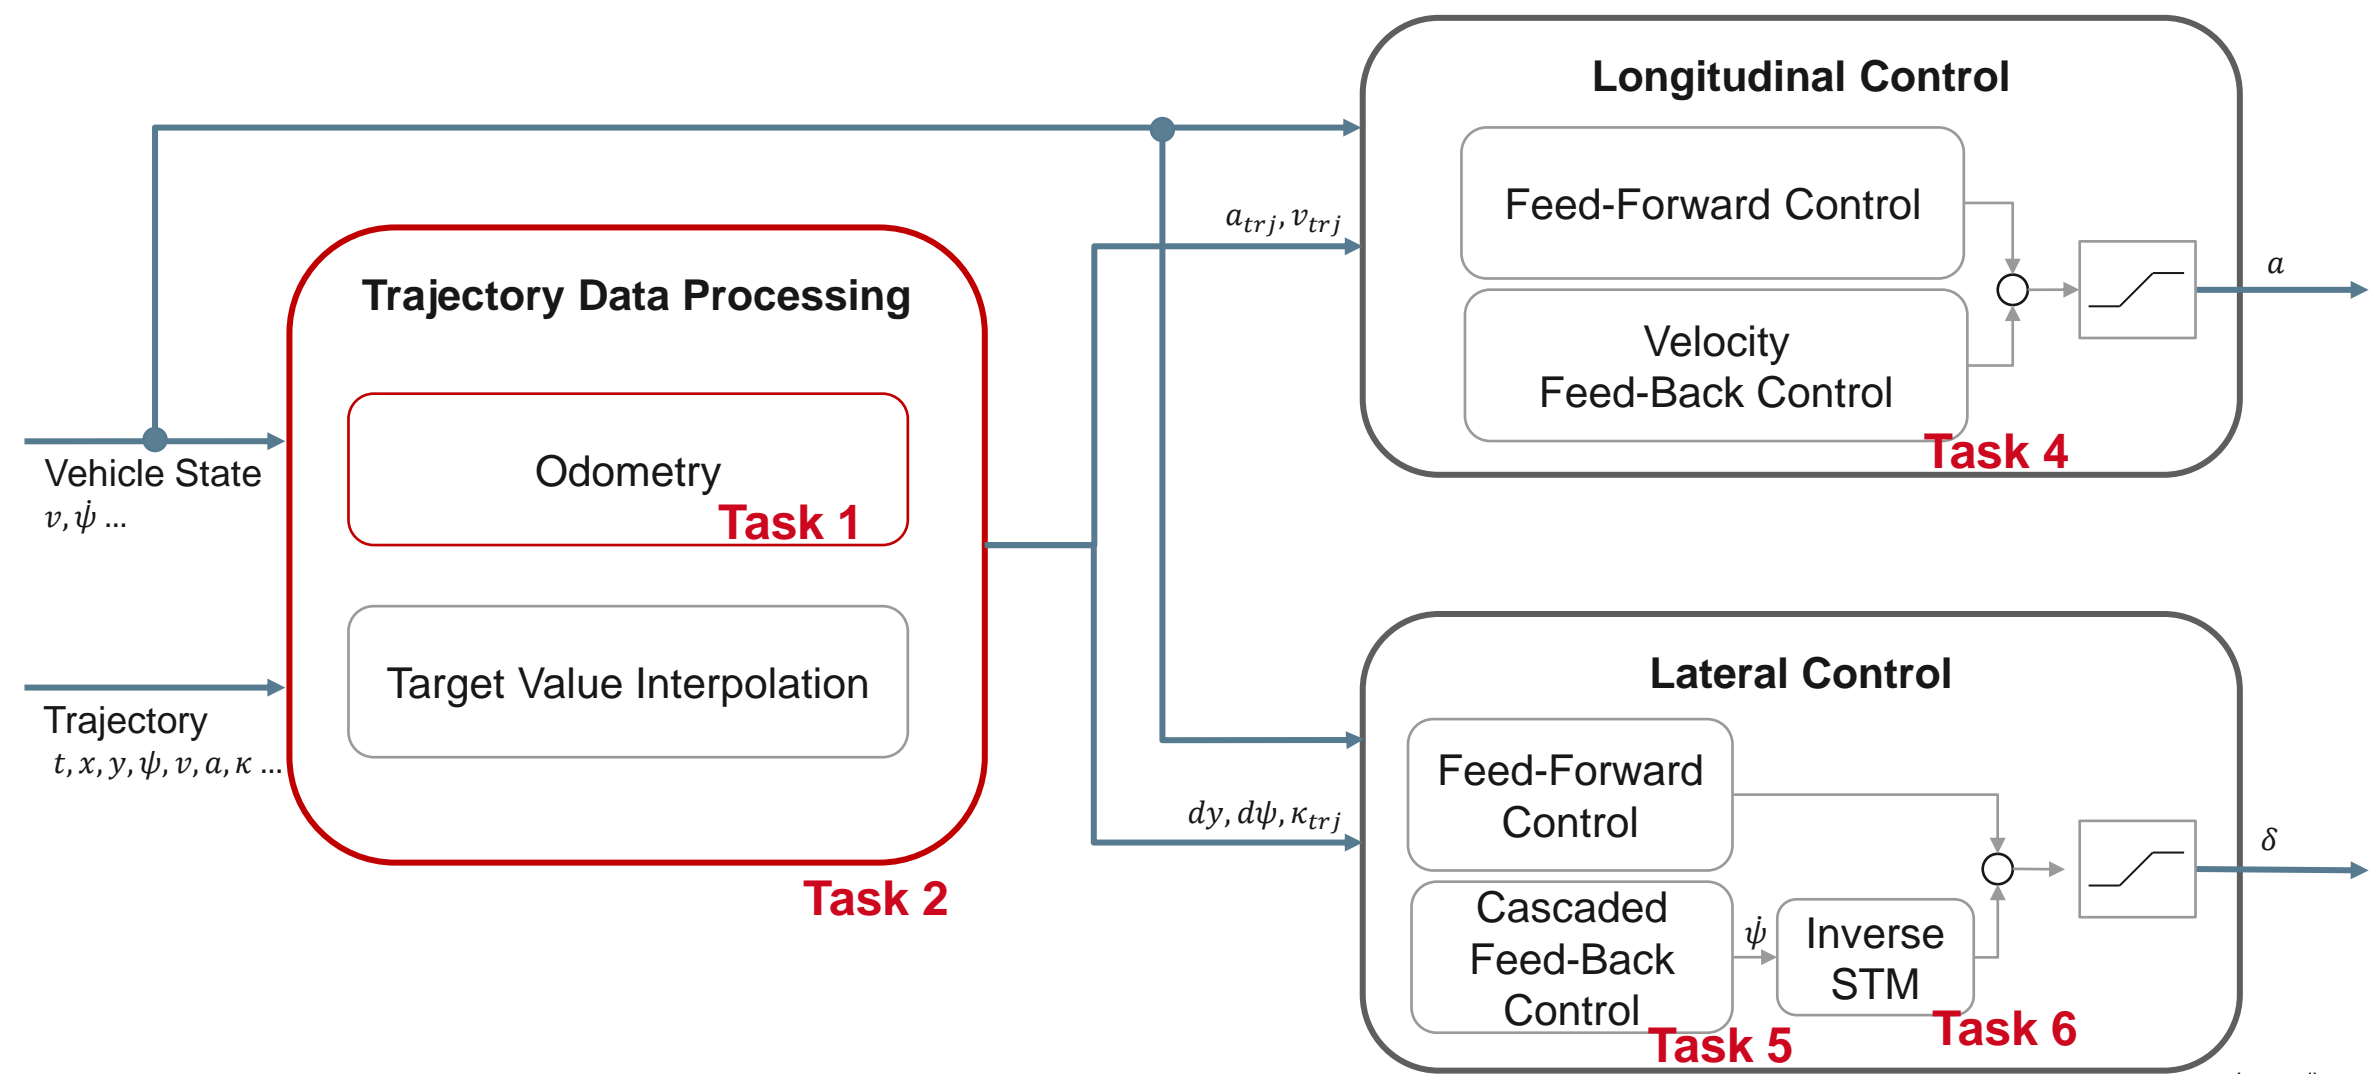 Longitudinal Control
Feed-Forward Control
a_trj, v_trj
a
Trajectory Data Processing
Velocity
Feed-Back Control
Task 4
Odometry
Task 1
Vehicle State
v, ψ̇ ...
Target Value Interpolation
Lateral Control
Trajectory
t, x, y, ψ, v, a, κ ...
Feed-Forward
Control
dy, dψ, κ_trj
δ
Task 2
Cascaded
Feed-Back
Control
ψ̇
Inverse
STM
Task 5
Task 6